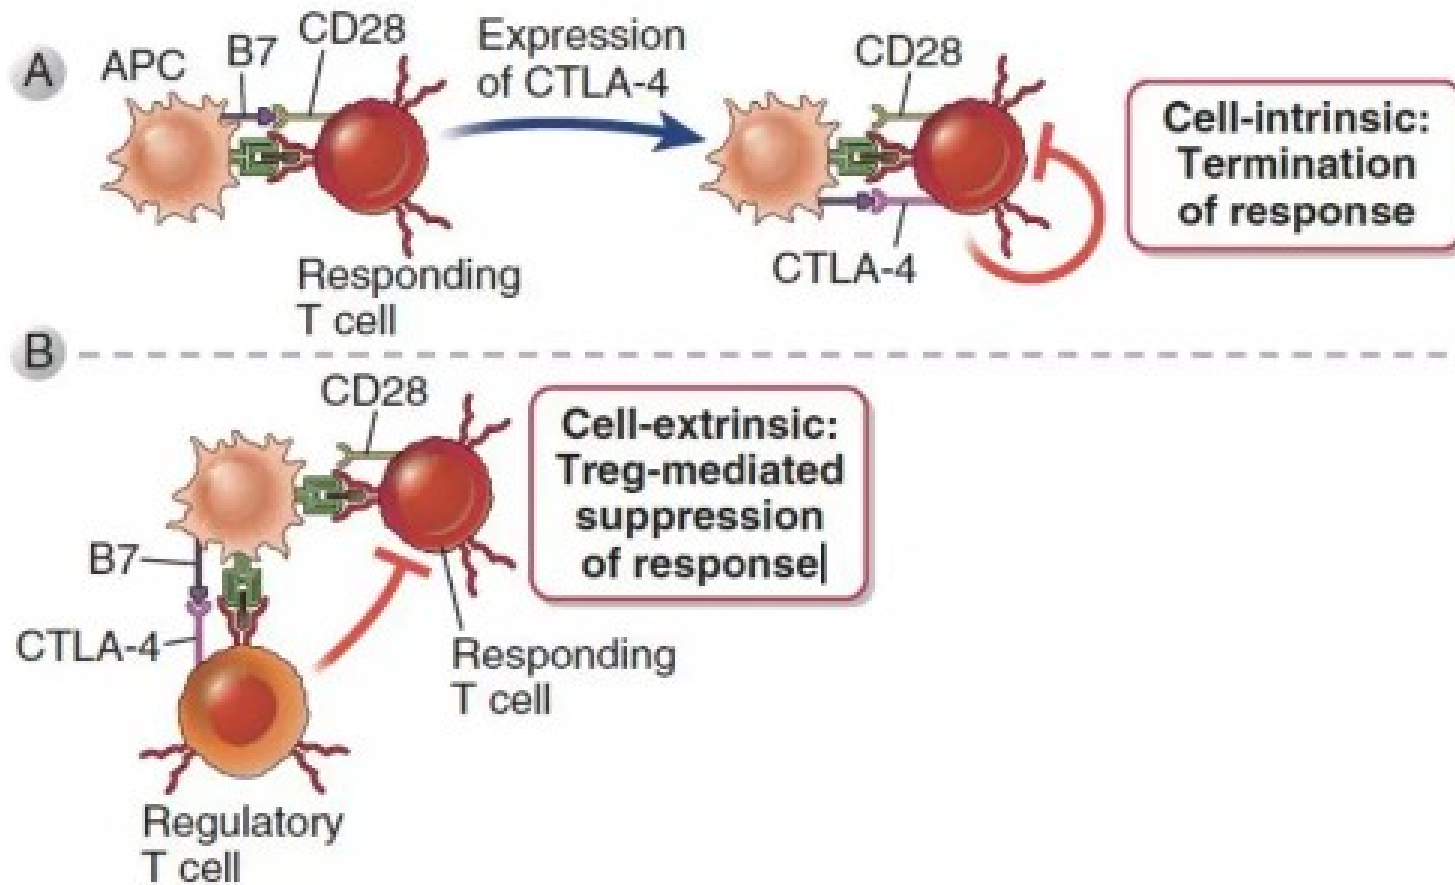 A
APC
B7
CD28
Expression
of CTLA-4
CD28
Cell-intrinsic:
Termination
of response
CTLA-4
Responding
T cell
B
CD28
Cell-extrinsic:
Treg-mediated
suppression
of response
B7
CTLA-4
Responding
T cell
Regulatory
T cell